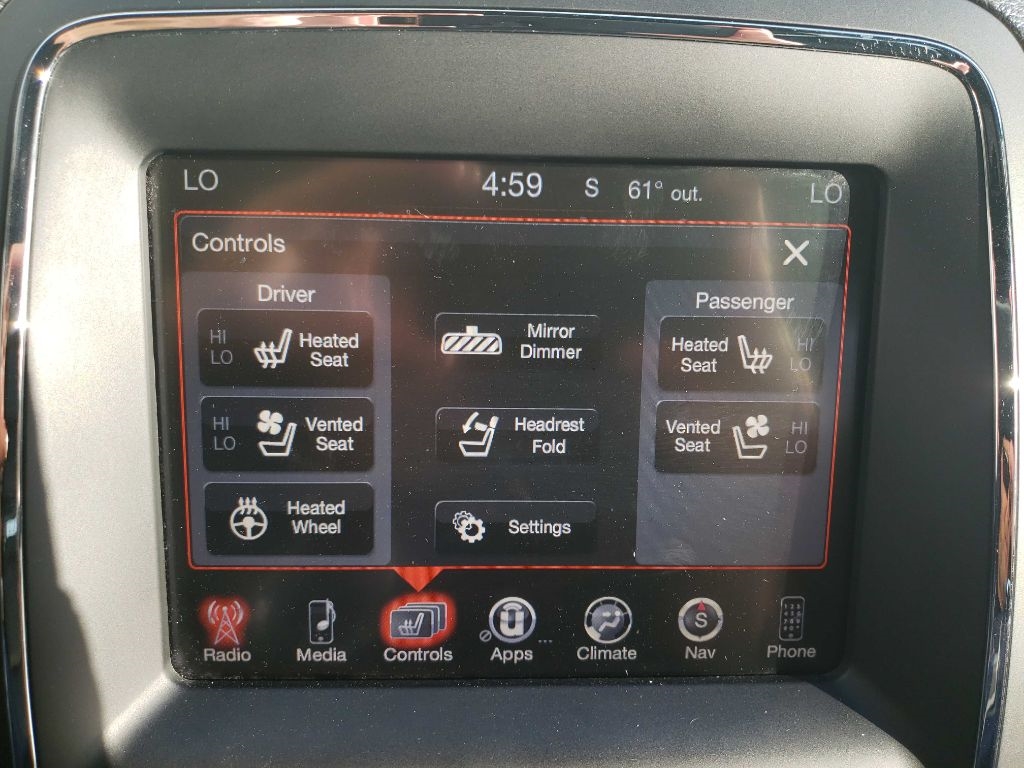 LO 4:59 S 61° out. LO
Controls
Driver
HI
LO
Heated
Seat
HI
LO
Vented
Seat
Heated
Wheel
Mirror
Dimmer
Headrest
Fold
Settings
Passenger
Heated
Seat
HI
LO
Vented
Seat
HI
LO
Radio
Media
Controls
u
Apps
Climate
S
Nav
Phone